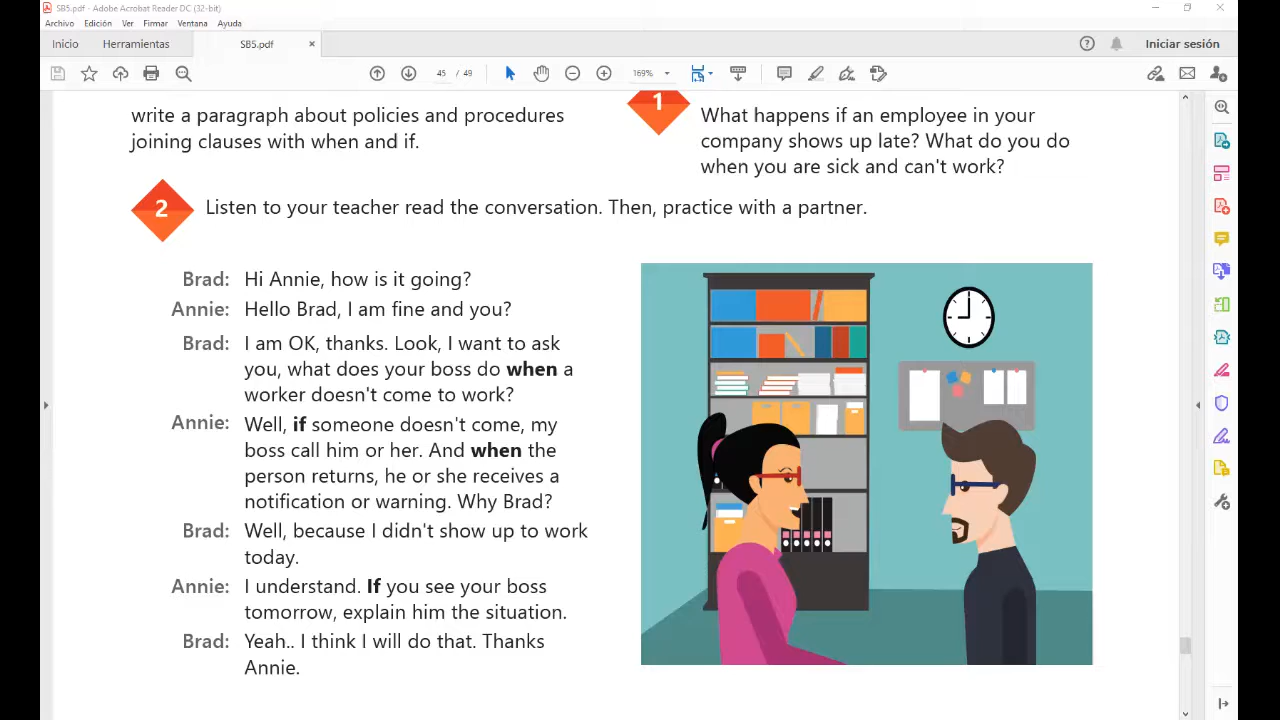 SB5.pdf - Adobe Acrobat Reader DC (32-bit)
Archivo Edición Ver Firmar Ventana Ayuda
Inicio Herramientas SB5.pdf × Iniciar sesión
45 / 49 169%
write a paragraph about policies and procedures
joining clauses with when and if.
1
What happens if an employee in your
company shows up late? What do you do
when you are sick and can't work?
2 Listen to your teacher read the conversation. Then, practice with a partner.
Brad: Hi Annie, how is it going?
Annie: Hello Brad, I am fine and you?
Brad: I am OK, thanks. Look, I want to ask
you, what does your boss do when a
worker doesn't come to work?
Annie: Well, if someone doesn't come, my
boss call him or her. And when the
person returns, he or she receives a
notification or warning. Why Brad?
Brad: Well, because I didn't show up to work
today.
Annie: I understand. If you see your boss
tomorrow, explain him the situation.
Brad: Yeah.. I think I will do that. Thanks
Annie.